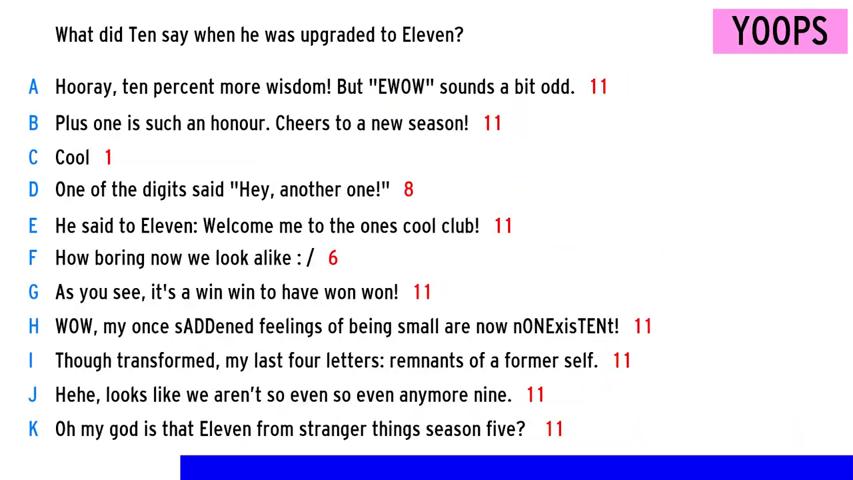 What did Ten say when he was upgraded to Eleven?
YOOPS
A Hooray, ten percent more wisdom! But "EWOW" sounds a bit odd. 11
B Plus one is such an honour. Cheers to a new season! 11
C Cool 1
D One of the digits said "Hey, another one!" 8
E He said to Eleven: Welcome me to the ones cool club! 11
F How boring now we look alike : / 6
G As you see, it's a win win to have won won! 11
H WOW, my once sADDened feelings of being small are now nONExisTENt! 11
I Though transformed, my last four letters: remnants of a former self. 11
J Hehe, looks like we aren’t so even so even anymore nine. 11
K Oh my god is that Eleven from stranger things season five? 11